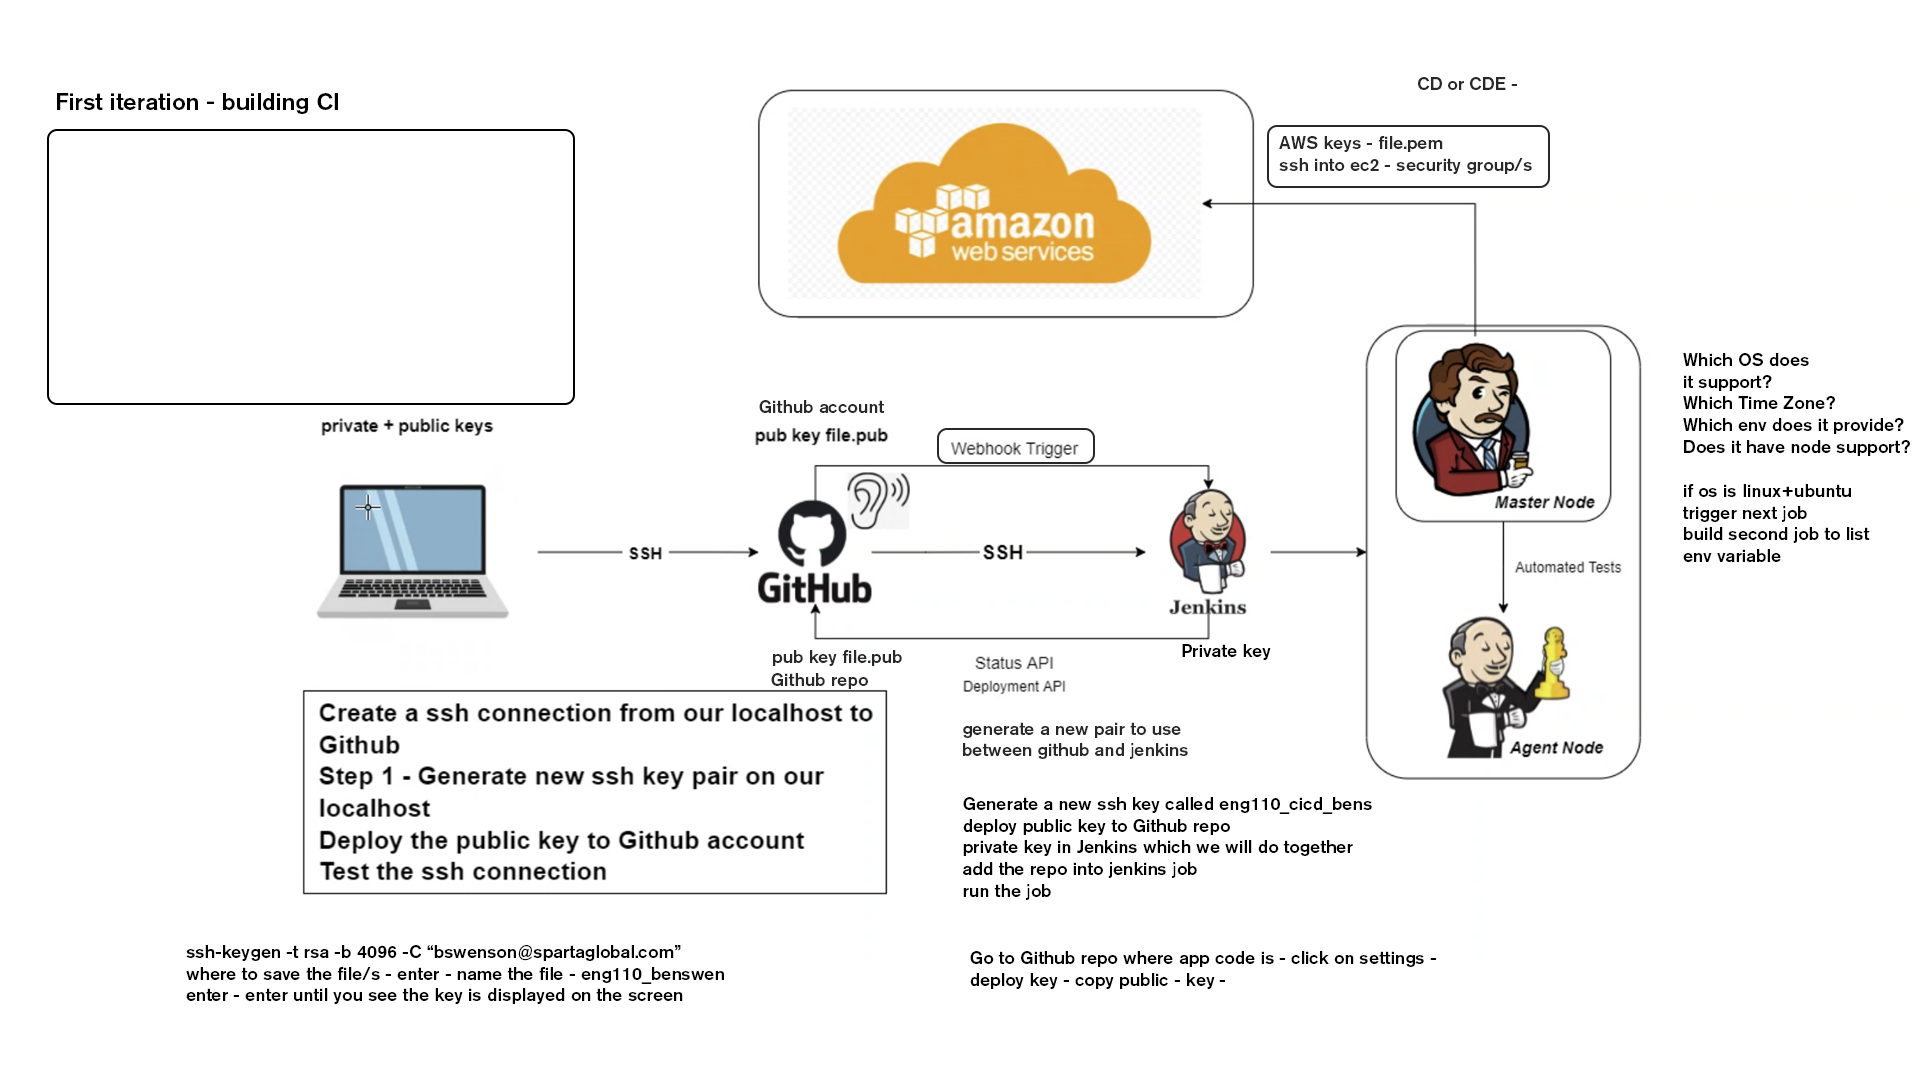 First iteration - building CI
CD or CDE -
AWS keys - file.pem
ssh into ec2 - security group/s
amazon
web services
private + public keys
Github account
pub key file.pub
Webhook Trigger
SSH
GitHub
SSH
Jenkins
pub key file.pub
Github repo
Status API
Deployment API
Private key
Master Node
Automated Tests
Agent Node
Which OS does
it support?
Which Time Zone?
Which env does it provide?
Does it have node support?
if os is linux+ubuntu
trigger next job
build second job to list
env variable
Create a ssh connection from our localhost to
Github
Step 1 - Generate new ssh key pair on our
localhost
Deploy the public key to Github account
Test the ssh connection
generate a new pair to use
between github and jenkins
Generate a new ssh key called eng110_cicd_bens
deploy public key to Github repo
private key in Jenkins which we will do together
add the repo into jenkins job
run the job
ssh-keygen -t rsa -b 4096 -C “bswenson@spartaglobal.com”
where to save the file/s - enter - name the file - eng110_benswen
enter - enter until you see the key is displayed on the screen
Go to Github repo where app code is - click on settings -
deploy key - copy public - key -